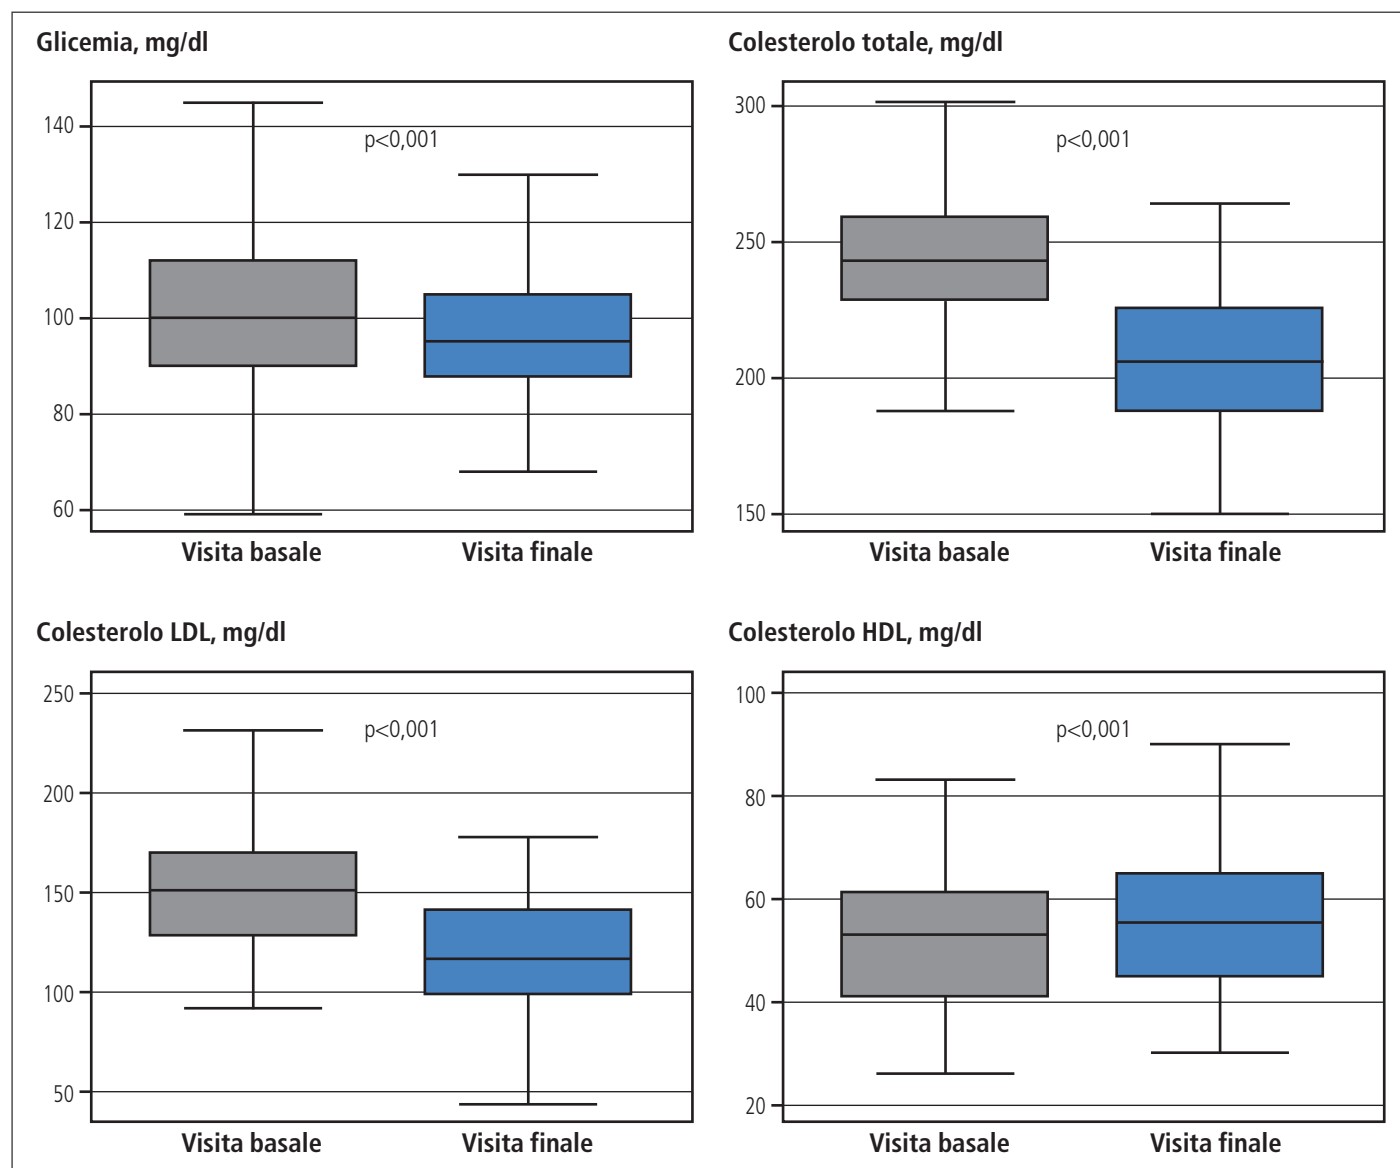 Glicemia, mg/dl
140
120
100
80
60
p<0,001
Visita basale
Visita finale
Colesterolo totale, mg/dl
300
250
200
150
p<0,001
Visita basale
Visita finale
Colesterolo LDL, mg/dl
250
200
150
100
50
p<0,001
Visita basale
Visita finale
Colesterolo HDL, mg/dl
100
80
60
40
20
p<0,001
Visita basale
Visita finale